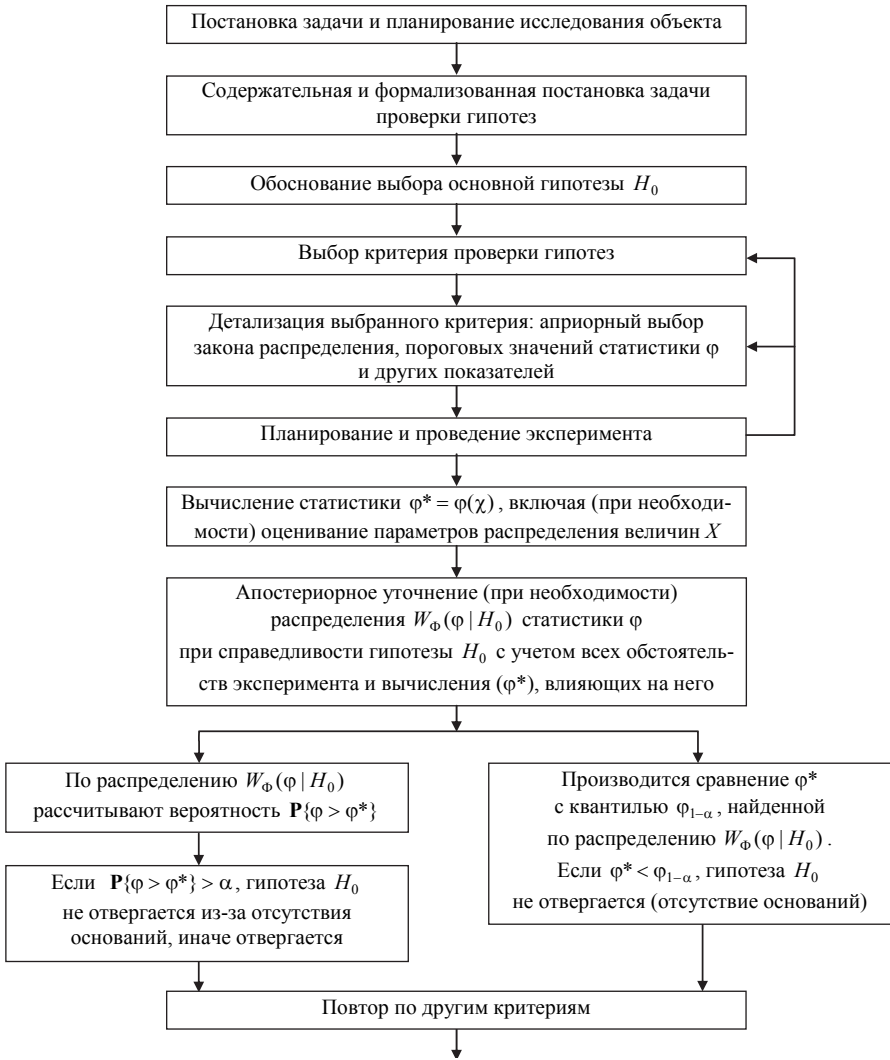 Постановка задачи и планирование исследования объекта
Содержательная и формализованная постановка задачи
проверки гипотез
Обоснование выбора основной гипотезы H₀
Выбор критерия проверки гипотез
Детализация выбранного критерия: априорный выбор
закона распределения, пороговых значений статистики φ
и других показателей
Планирование и проведение эксперимента
Вычисление статистики φ* = φ(χ), включая (при необходи-
мости) оценивание параметров распределения величин X
Апостериорное уточнение (при необходимости)
распределения W_Φ(φ | H₀) статистики φ
при справедливости гипотезы H₀ с учетом всех обстоятель-
ств эксперимента и вычисления (φ*), влияющих на него
По распределению W_Φ(φ | H₀)
рассчитывают вероятность P{φ > φ*}
Если P{φ > φ*} > α, гипотеза H₀
не отвергается из-за отсутствия
оснований, иначе отвергается
Производится сравнение φ*
с квантилью φ₁₋α, найденной
по распределению W_Φ(φ | H₀).
Если φ* < φ₁₋α, гипотеза H₀
не отвергается (отсутствие оснований)
Повтор по другим критериям